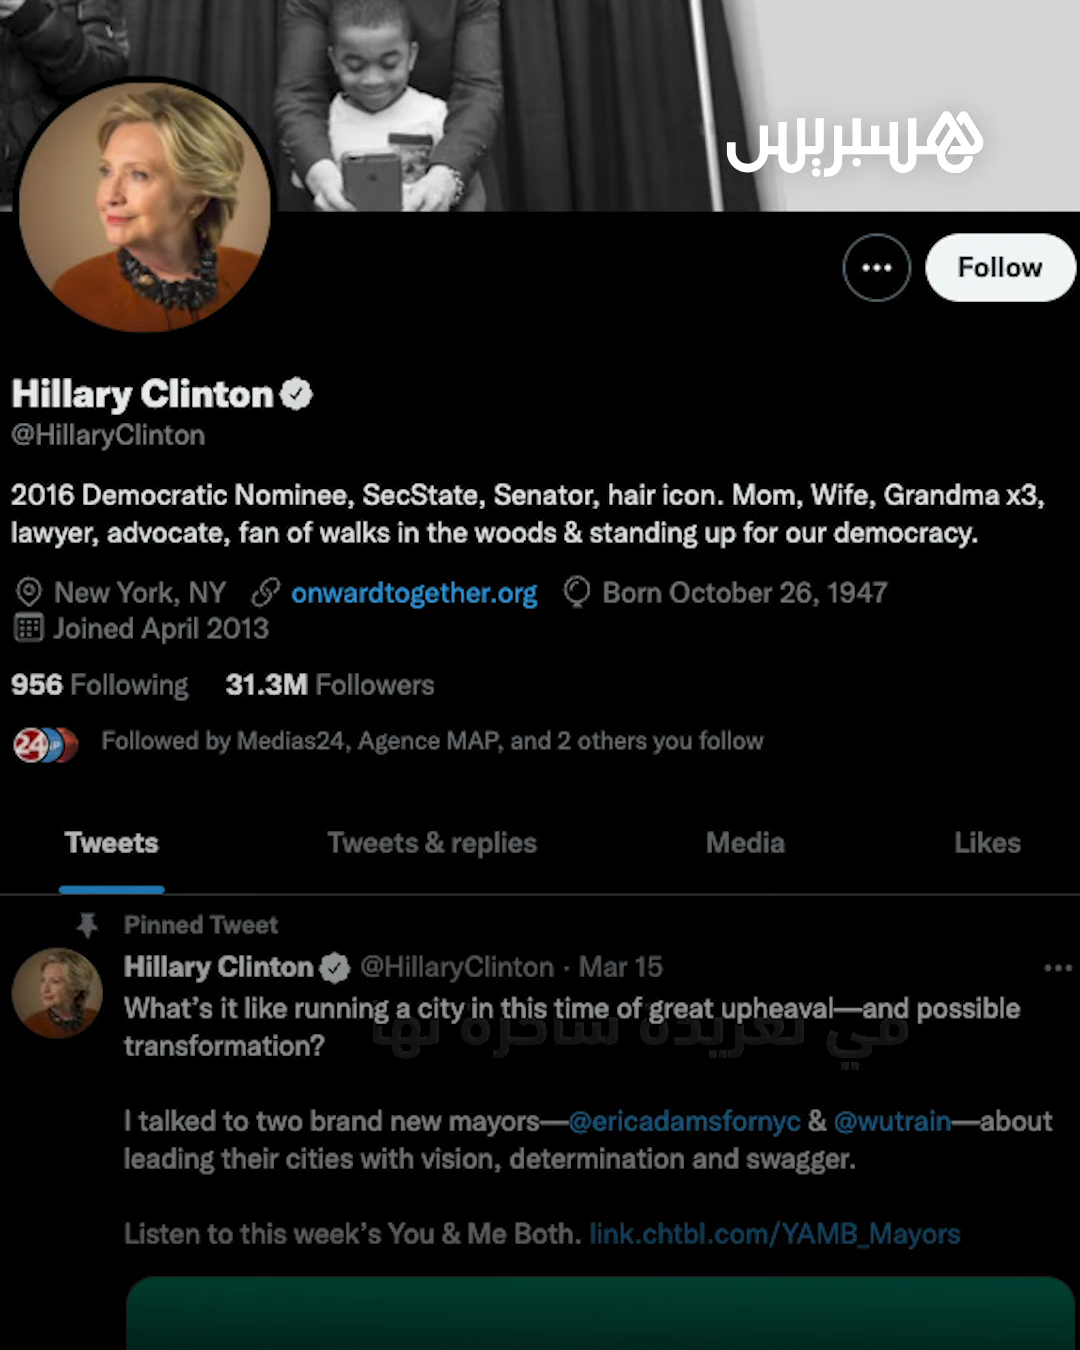 هسبريس
Follow
Hillary Clinton
@HillaryClinton
2016 Democratic Nominee, SecState, Senator, hair icon. Mom, Wife, Grandma x3,
lawyer, advocate, fan of walks in the woods & standing up for our democracy.
New York, NY onwardtogether.org Born October 26, 1947
Joined April 2013
956 Following 31.3M Followers
24
Followed by Medias24, Agence MAP, and 2 others you follow
Tweets Tweets & replies Media Likes
Pinned Tweet
Hillary Clinton @HillaryClinton · Mar 15
What’s it like running a city in this time of great upheaval—and possible
في تغريدة ساخرة لها
transformation?
I talked to two brand new mayors—@ericadamsfornyc & @wutrain—about
leading their cities with vision, determination and swagger.
Listen to this week’s You & Me Both. link.chtbl.com/YAMB_Mayors